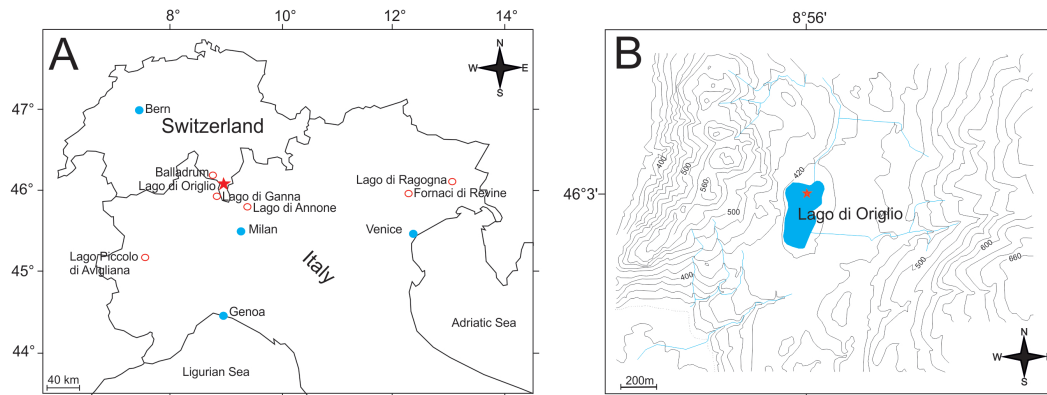 8°
10°
12°
14°
A
N
W
E
S
47°
Bern
Switzerland
Balladrum
Lago di Origlio
46°
Lago di Ganna
Lago di Annone
Lago di Ragogna
Fornaci di Revine
Milan
Venice
Italy
Lago Piccolo
di Avigliana
45°
Genoa
Adriatic Sea
44°
Ligurian Sea
40 km
8°56'
B
400
500
560
420
46°3'
500
Lago di Origlio
400
500
600
660
N
W
S
200m